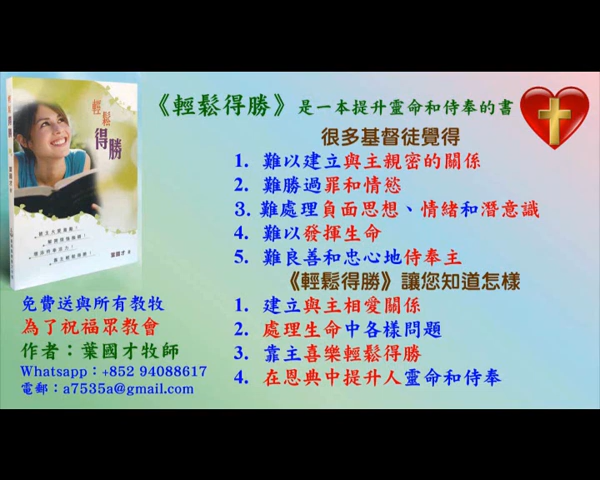 《輕鬆得勝》是一本提升靈命和侍奉的書
很多基督徒覺得
1. 難以建立與主親密的關係
2. 難勝過罪和情慾
3. 難處理負面思想、情緒和潛意識
4. 難以發揮生命
5. 難良善和忠心地侍奉主
《輕鬆得勝》讓您知道怎樣
1. 建立與主相愛關係
2. 處理生命中各樣問題
3. 靠主喜樂輕鬆得勝
4. 在恩典中提升人靈命和侍奉
輕鬆
得勝
葉國才 著
輕鬆得勝
免費送與所有教牧
為了祝福眾教會
作者：葉國才牧師
Whatsapp：+852 94088617
電郵：a7535a@gmail.com